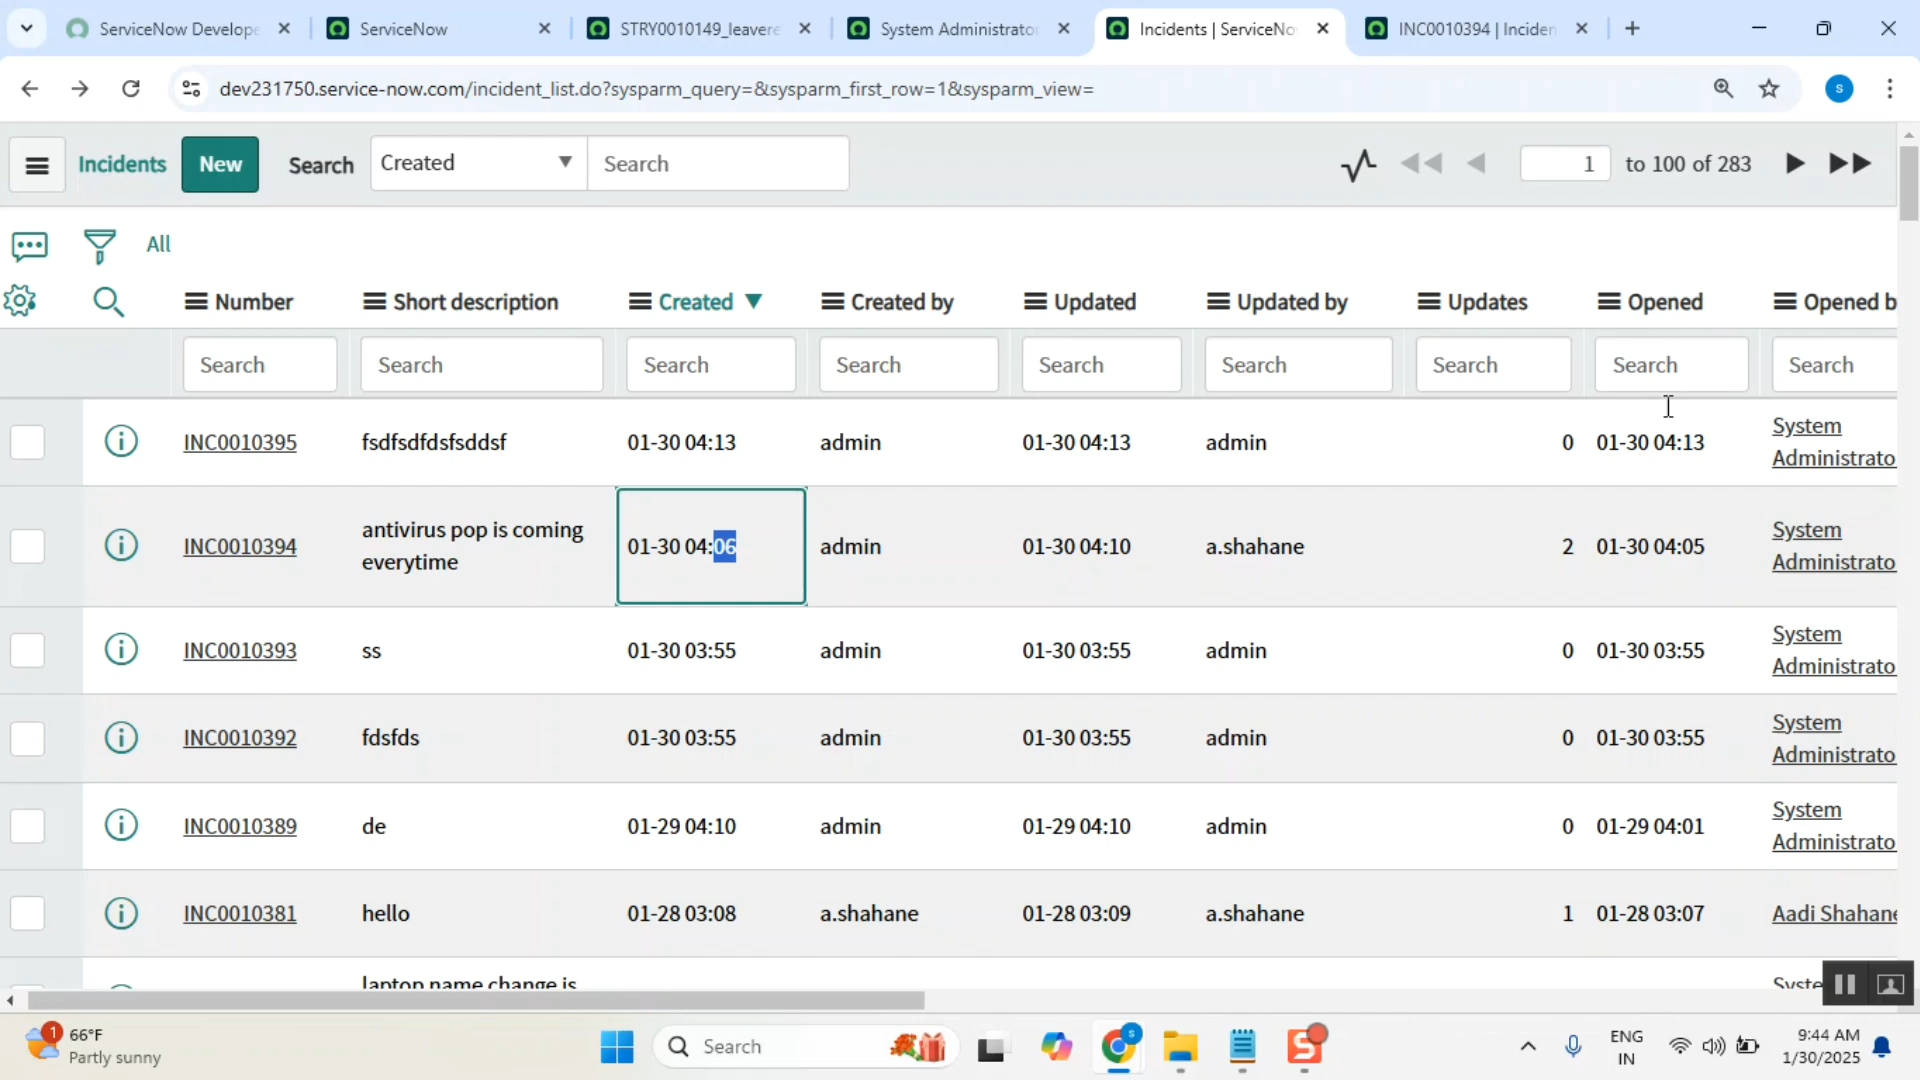 ServiceNow Develope
ServiceNow
STRY0010149_leavere
System Administrator
Incidents | ServiceNo
INC0010394 | Inciden
dev231750.service-now.com/incident_list.do?sysparm_query=&sysparm_first_row=1&sysparm_view=
s
Incidents New Search Created Search 1 to 100 of 283
All
Number Short description Created Created by Updated Updated by Updates Opened Opened b
Search Search Search Search Search Search Search Search Search
INC0010395 fsdfsdfdsfsddsf 01-30 04:13 admin 01-30 04:13 admin 0 01-30 04:13 System Administrato
INC0010394 antivirus pop is coming everytime 01-30 04:06 admin 01-30 04:10 a.shahane 2 01-30 04:05 System Administrato
INC0010393 ss 01-30 03:55 admin 01-30 03:55 admin 0 01-30 03:55 System Administrato
INC0010392 fdsfds 01-30 03:55 admin 01-30 03:55 admin 0 01-30 03:55 System Administrato
INC0010389 de 01-29 04:10 admin 01-29 04:10 admin 0 01-29 04:01 System Administrato
INC0010381 hello 01-28 03:08 a.shahane 01-28 03:09 a.shahane 1 01-28 03:07 Aadi Shahane
laptop name change is Syste
1 66°F
Partly sunny
Search
s
S
ENG
IN
9:44 AM
1/30/2025